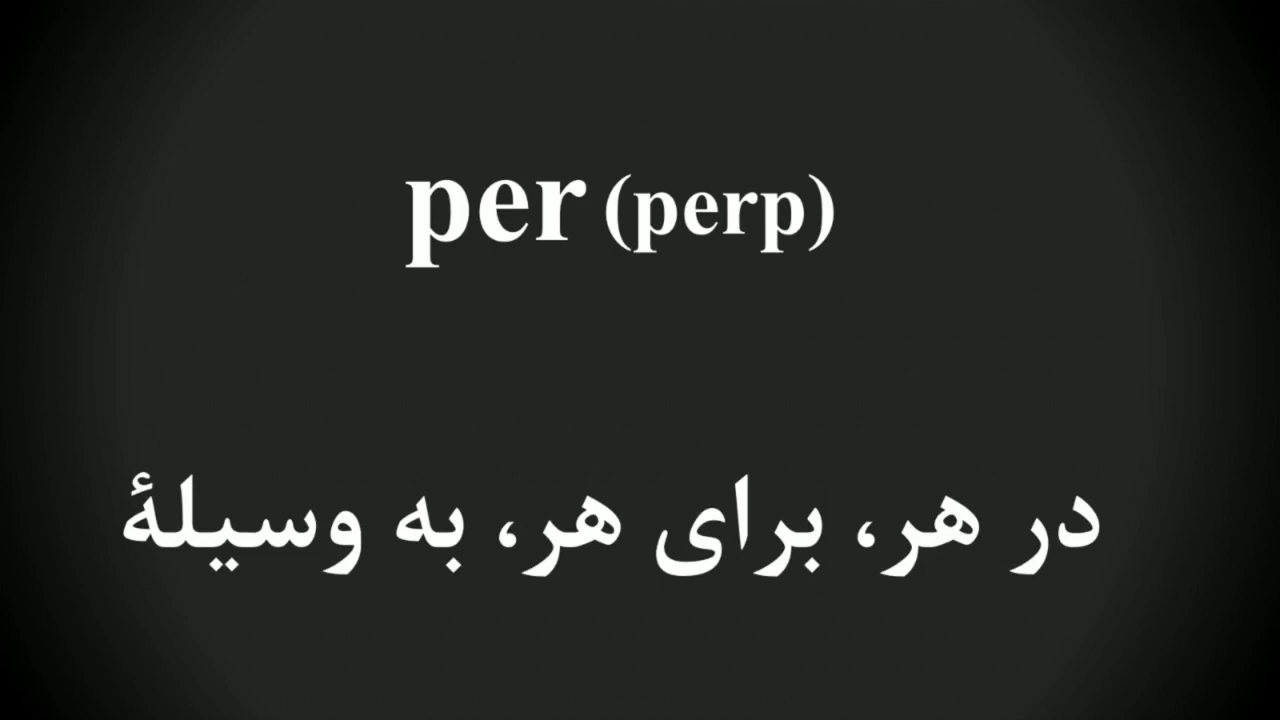 per (perp)
در هر، برای هر، به وسیلهٔ